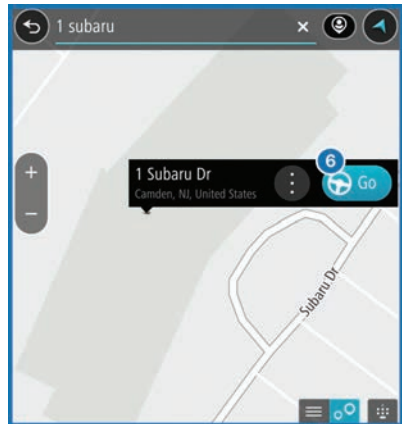 1 subaru
1 Subaru Dr
Camden, NJ, United States
6
Go
+
−
Subaru Dr